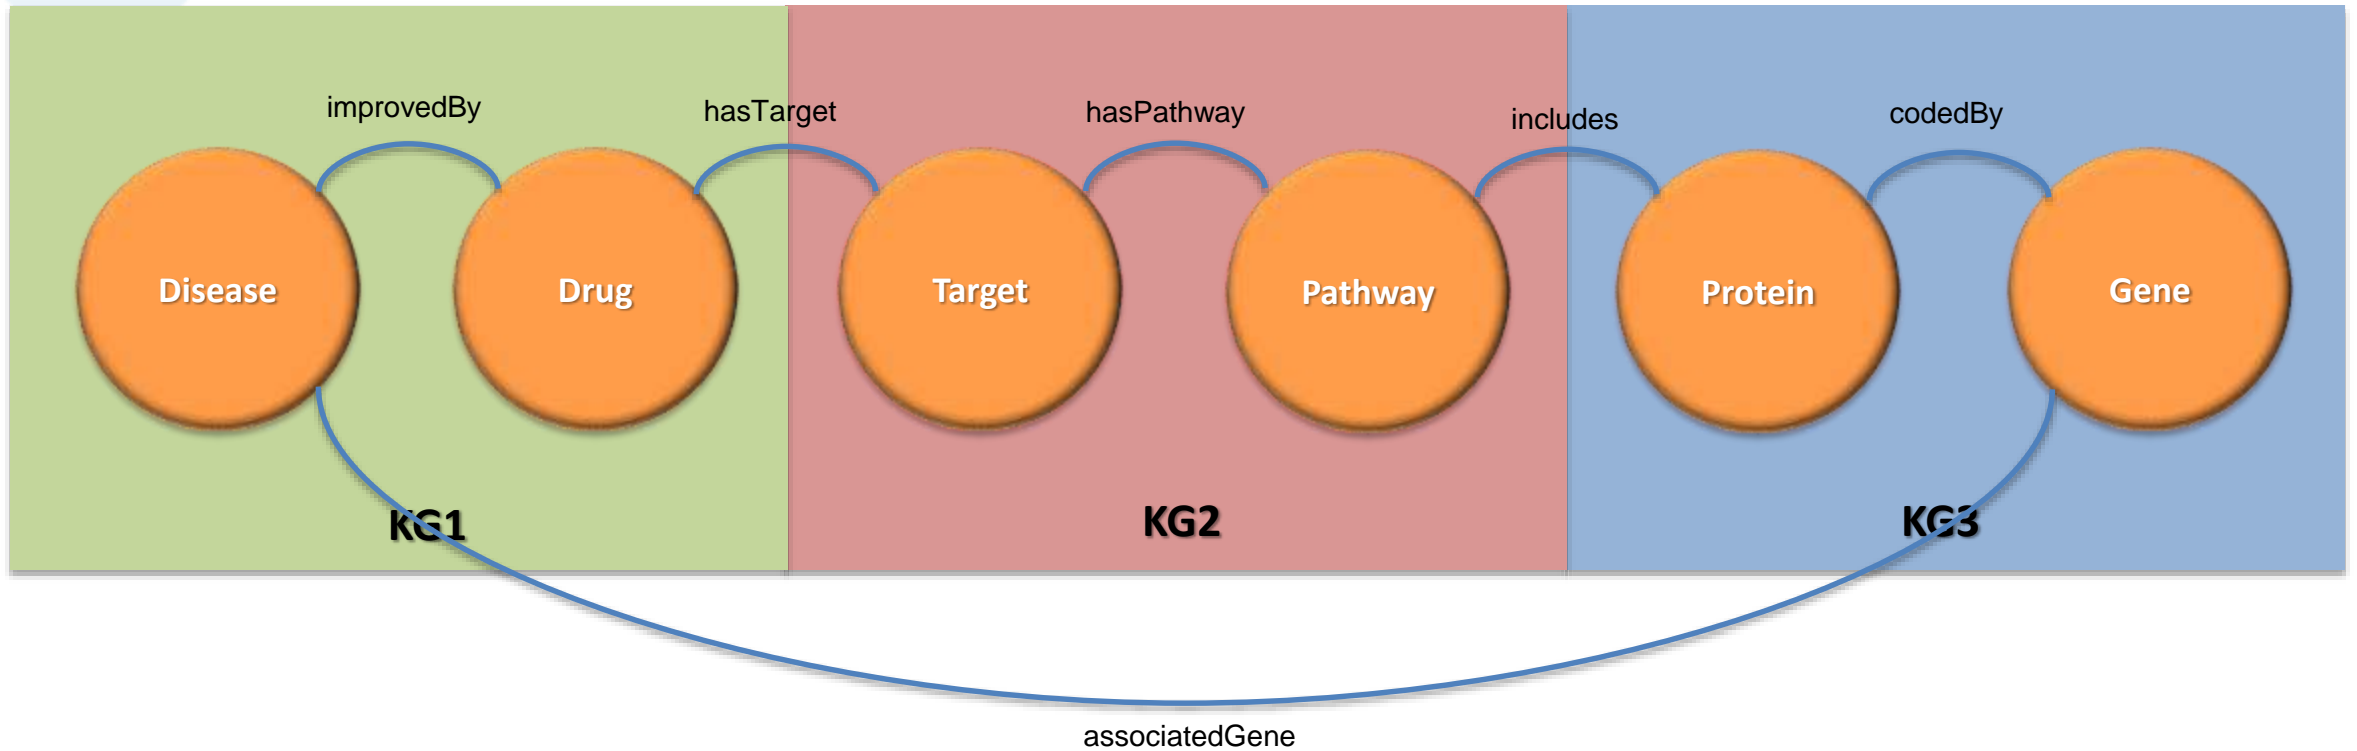 improvedBy
hasTarget
hasPathway
includes
codedBy
Disease
Drug
Target
Pathway
Protein
Gene
KG1
KG2
KG3
associatedGene